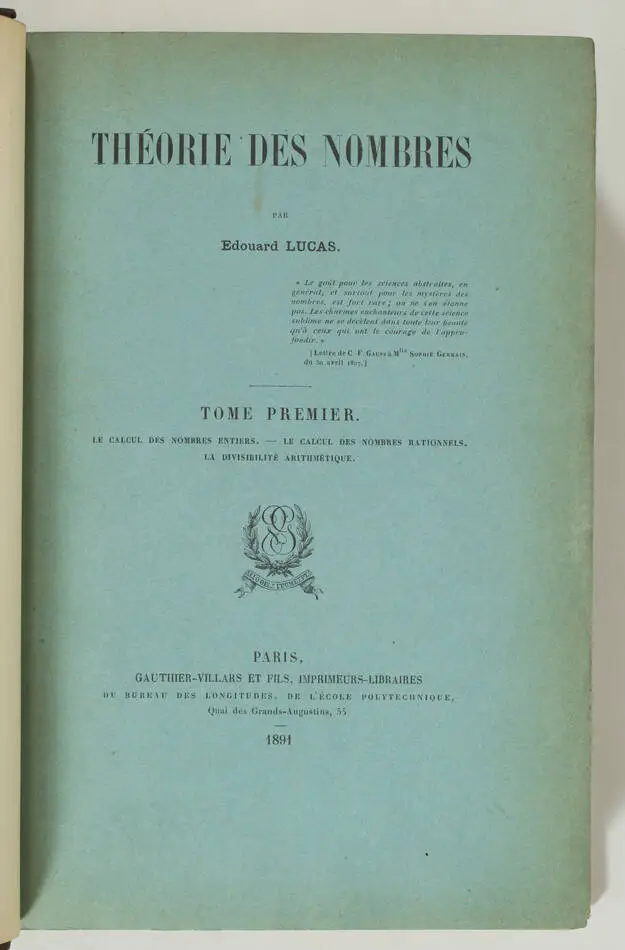 THÉORIE DES NOMBRES
PAR
Edouard LUCAS.
« Le goût pour les sciences abstraites, en
général, et surtout pour les mystères des
nombres, est fort rare; on ne s'en étonne
pas. Les charmes enchanteurs de cette science
sublime ne se décèlent dans toute leur beauté
qu'à ceux qui ont le courage de l'appro-
fondir. »
[Lettre de C.-F. GAUSS à Mlle SOPHIE GERMAIN,
du 30 avril 1807.]
TOME PREMIER.
LE CALCUL DES NOMBRES ENTIERS. — LE CALCUL DES NOMBRES RATIONNELS.
LA DIVISIBILITÉ ARITHMÉTIQUE.
PARIS,
GAUTHIER-VILLARS ET FILS, IMPRIMEURS-LIBRAIRES
DU BUREAU DES LONGITUDES, DE L'ÉCOLE POLYTECHNIQUE,
Quai des Grands-Augustins, 55
1891